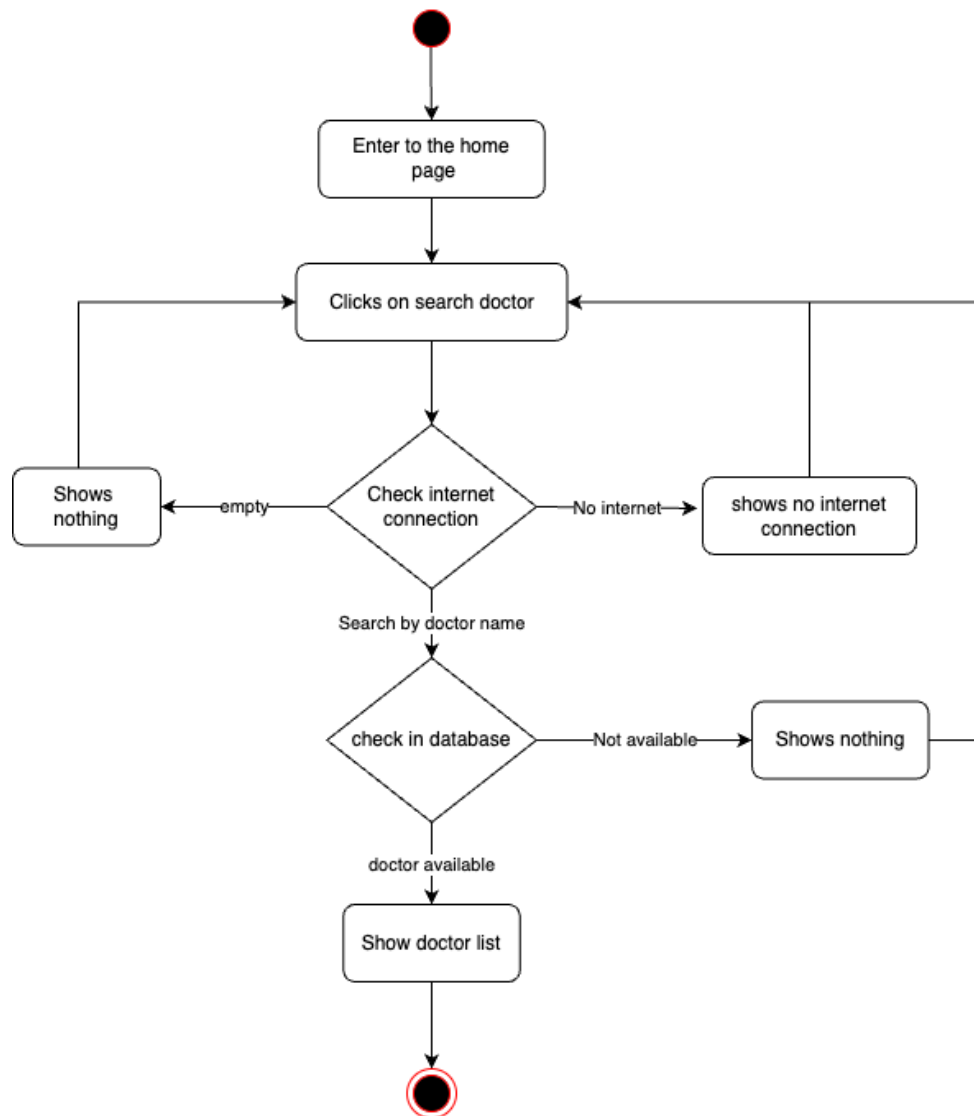 Enter to the home
page
Clicks on search doctor
Shows
nothing
empty
Check internet
connection
No internet
shows no internet
connection
Search by doctor name
check in database
Not available
Shows nothing
doctor available
Show doctor list